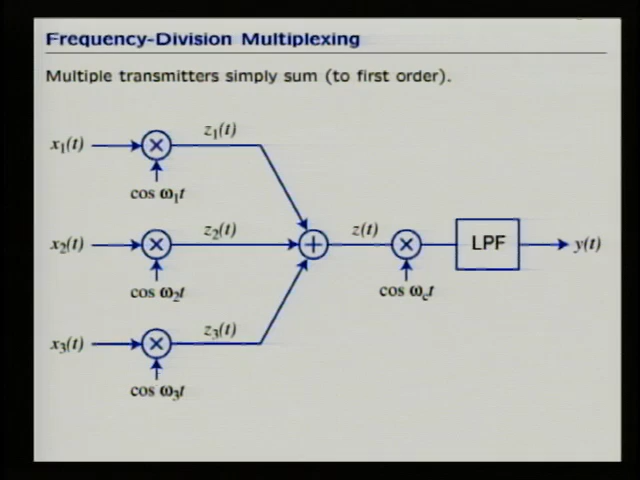 Frequency-Division Multiplexing
Multiple transmitters simply sum (to first order).
x₁(t) × z₁(t)
cos ω₁t
x₂(t) × z₂(t) + z(t) × LPF y(t)
cos ω₂t cos ω_c t
x₃(t) × z₃(t)
cos ω₃t